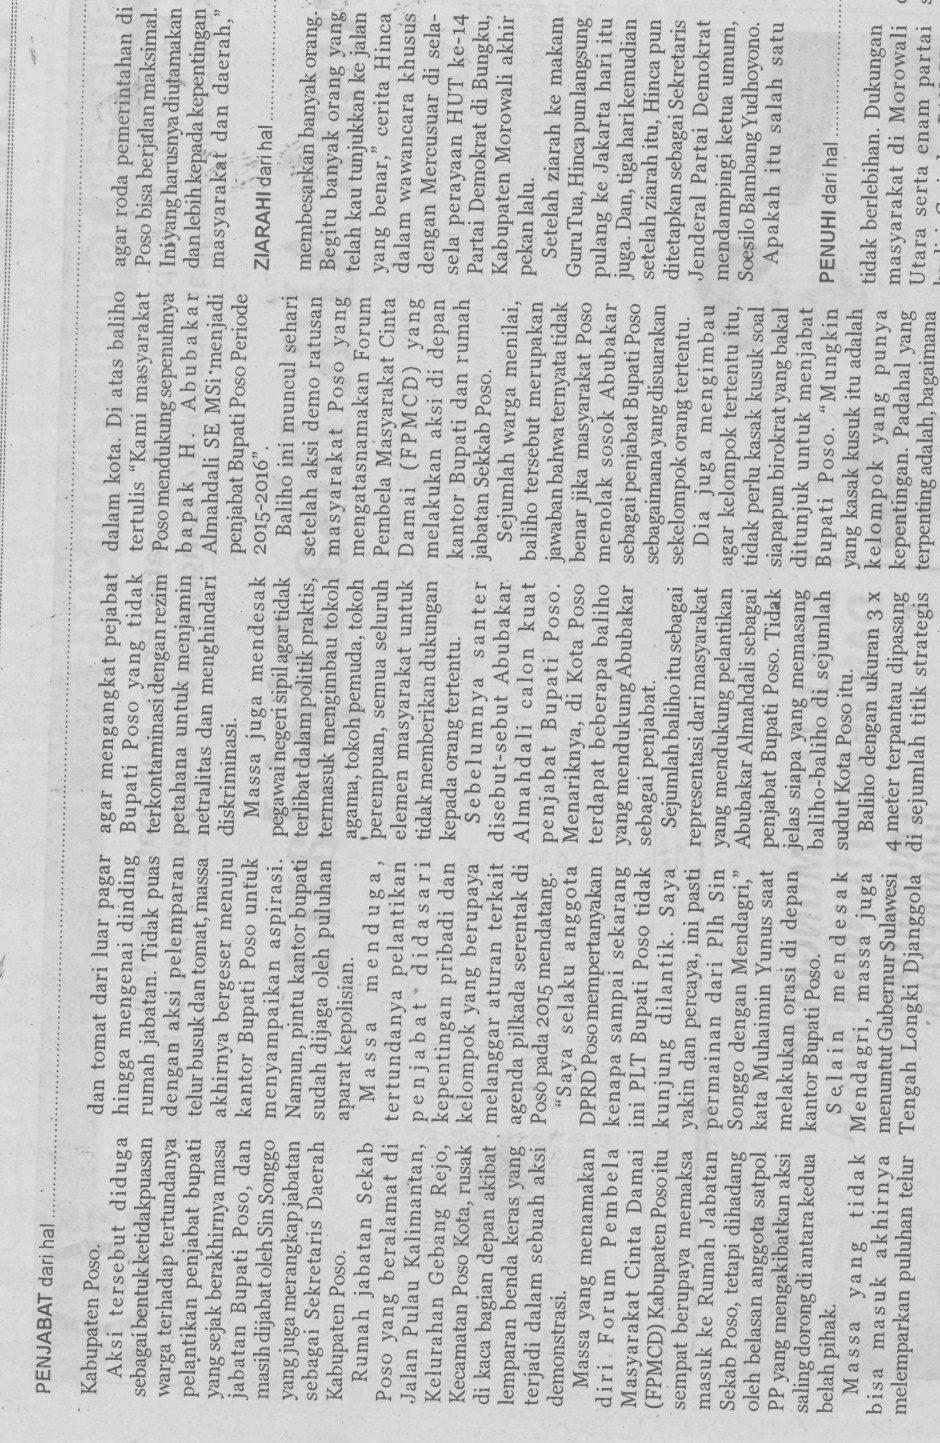 PENJABAT dari hal
Kabupaten Poso.
Aksi tersebut diduga
sebagai bentuk ketidakpuasan
warga terhadap tertundanya
pelantikan penjabat bupati
yang sejak berakhirnya masa
jabatan Bupati Poso, dan
masih dijabat oleh Sin Songgo
yang juga merangkap jabatan
sebagai Sekretaris Daerah
Kabupaten Poso.
Rumah jabatan Sekab
Poso yang beralamat di
Jalan Pulau Kalimantan,
Kelurahan Gebang Rejo,
Kecamatan Poso Kota, rusak
di kaca bagian depan akibat
lemparan benda keras yang
terjadi dalam sebuah aksi
demonstrasi.
Massa yang menamakan
diri Forum Pembela
Masyrakat Cinta Damai
(FPMCD) Kabupaten Poso itu
sempat berupaya memaksa
masuk ke Rumah Jabatan
Sekab Poso, tetapi dihadang
oleh belasan anggota satpol
PP yang mengakibatkan aksi
saling dorong di antara kedua
belah pihak.
Massa yang tidak
bisa masuk akhirnya
melemparkan puluhan telur
dan tomat dari luar pagar
hingga mengenai dinding
rumah jabatan. Tidak puas
dengan aksi pelemparan
telur busuk dan tomat, massa
akhirnya bergeser menuju
kantor Bupati Poso untuk
menyampaikan aspirasi.
Namun, pintu kantor bupati
sudah dijaga oleh puluhan
aparat kepolisian.
Massa menduga,
tertundanya pelantikan
penjabat didasari
kepentingan pribadi dan
kelompok yang berupaya
melanggar aturan terkait
agenda pilkada serentak di
Poso pada 2015 mendatang.
"Saya selaku anggota
DPRD Poso mempertanyakan
kenapa sampai sekarang
ini PLT Bupati Poso tidak
kunjung dilantik. Saya
yakin dan percaya, ini pasti
permainan dari Plh Sin
Songgo dengan Mendagri,"
kata Muhaimin Yunus saat
melakukan orasi di depan
kantor Bupati Poso.
Selain mendesak
Mendagri, massa juga
menuntut Gubernur Sulawesi
Tengah Longki Djanggola
agar mengangkat pejabat
Bupati Poso yang tidak
terkontaminasi dengan rezim
petahana untuk menjamin
netralitas dan menghindari
diskriminasi.
Massa juga mendesak
pegawai negeri sipil agar tidak
terlibat dalam politik praktis,
termasuk mengimbau tokoh
agama, tokoh pemuda, tokoh
perempuan, semua seluruh
elemen masyarakat untuk
tidak memberikan dukungan
kepada orang tertentu.
Sebelumnya santer
disebut-sebut Abubakar
Almahdali calon kuat
penjabat Bupati Poso.
Menariknya, di Kota Poso
terdapat beberapa baliho
yang mendukung Abubakar
sebagai penjabat.
Sejumlah baliho itu sebagai
representasi dari masyarakat
yang mendukung pelantikan
Abubakar Almahdali sebagai
penjabat Bupati Poso. Tidak
jelas siapa yang memasang
baliho-baliho di sejumlah
sudut Kota Poso itu.
Baliho dengan ukuran 3 x
4 meter terpantau dipasang
di sejumlah titik strategis
dalam kota. Di atas baliho
tertulis "Kami masyarakat
Poso mendukung sepenuhnya
bapak H. Abubakar
Almahdali SE MSi menjadi
penjabat Bupati Poso Periode
2015-2016".
Baliho ini muncul sehari
setelah aksi demo ratusan
masyarakat Poso yang
mengatasnamakan Forum
Pembela Masyarakat Cinta
Damai (FPMCD) yang
melakukan aksi di depan
kantor Bupati dan rumah
jabatan Sekkab Poso.
Sejumlah warga menilai,
baliho tersebut merupakan
jawaban bahwa ternyata tidak
benar jika masyarakat Poso
menolak sosok Abubakar
sebagai penjabat Bupati Poso
sebagaimana yang disuarakan
sekelompok orang tertentu.
Dia juga mengimbau
agar kelompok tertentu itu,
tidak perlu kasak kusuk soal
siapapun birokrat yang bakal
ditunjuk untuk menjabat
Bupati Poso. "Mungkin
yang kasak kusuk itu adalah
kelompok yang punya
kepentingan. Padahal yang
terpenting adalah, bagaimana
agar roda pemerintahan di
Poso bisa berjalan maksimal.
Ini yang harusnya diutamakan
dan lebih kepada kepentingan
masyarakat dan daerah,"
ZIARAHI dari hal
membesarkan banyak orang.
Begitu banyak orang yang
telah kau tunjukkan ke jalan
yang benar," cerita Hinca
dalam wawancara khusus
dengan Mercusuar di sela-
sela perayaan HUT ke-14
Partai Demokrat di Bungku,
Kabupaten Morowali akhir
pekan lalu.
Setelah ziarah ke makam
Guru Tua, Hinca pun langsung
pulang ke Jakarta hari itu
juga. Dan, tiga hari kemudian
setelah ziarah itu, Hinca pun
ditetapkan sebagai Sekretaris
Jenderal Partai Demokrat
mendampingi ketua umum,
Soesilo Bambang Yudhoyono.
Apakah itu salah satu
PENUHI dari hal
tidak berlebihan. Dukungan
masyarakat di Morowali
Utara serta enam partai